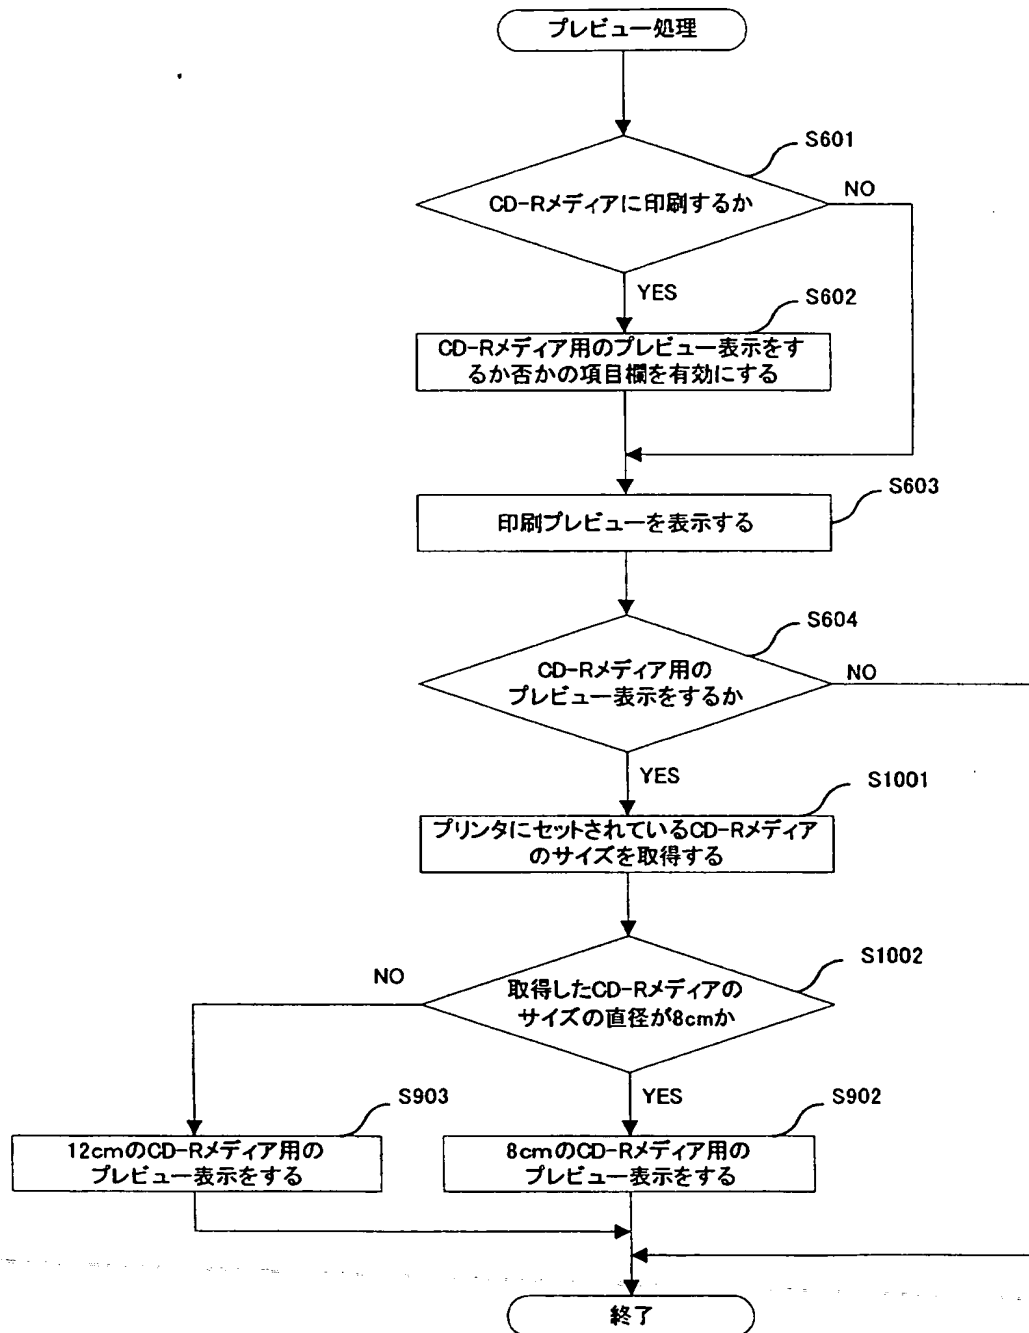 プレビュー処理
S601
CD-Rメディアに印刷するか
NO
YES
S602
CD-Rメディア用のプレビュー表示をす
るか否かの項目欄を有効にする
S603
印刷プレビューを表示する
S604
CD-Rメディア用の
プレビュー表示をするか
NO
YES
S1001
プリンタにセットされているCD-Rメディア
のサイズを取得する
S1002
NO
取得したCD-Rメディアの
サイズの直径が8cmか
YES
S903
S902
12cmのCD-Rメディア用の
プレビュー表示をする
8cmのCD-Rメディア用の
プレビュー表示をする
終了